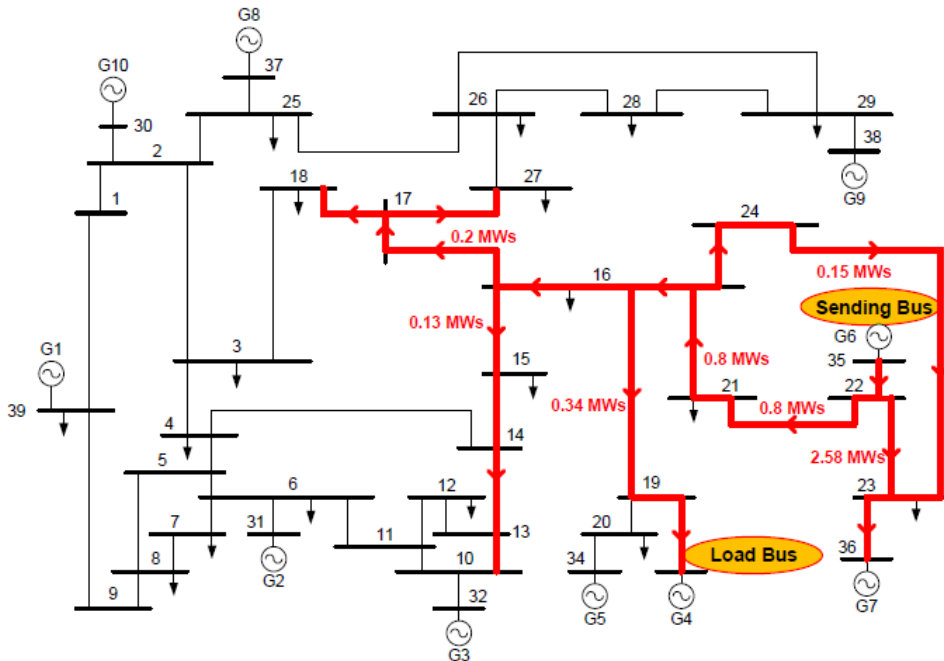 G8
G10
37
25
26
28
29
30
38
2
18
17
27
G9
24
1
0.2 MWs
16
0.15 MWs
Sending Bus
0.13 MWs
G6
G1
3
15
0.8 MWs
35
21
22
39
0.34 MWs
0.8 MWs
4
14
5
2.58 MWs
6
12
19
23
7
31
13
20
11
36
8
10
Load Bus
34
G2
9
32
G5
G4
G7
G3